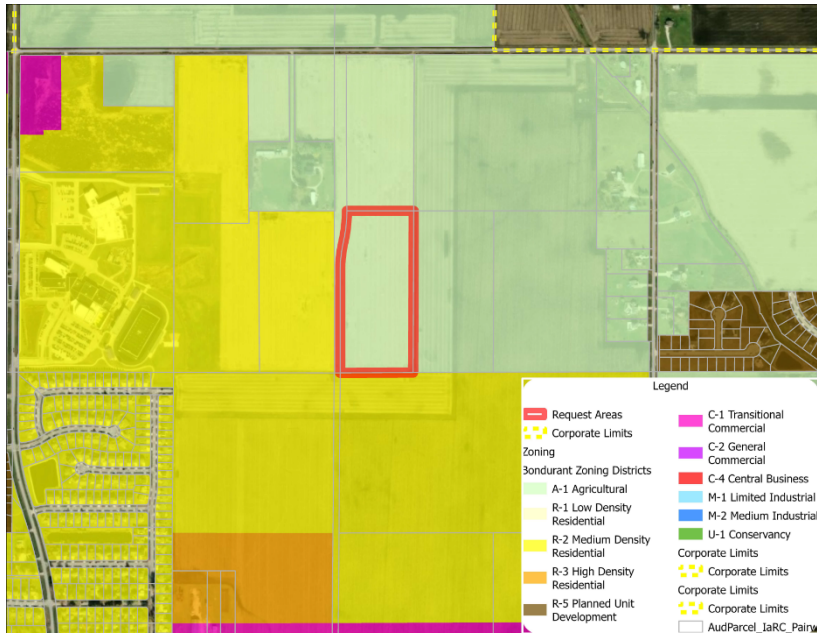 Legend
Request Areas
Corporate Limits
Zoning
Bondurant Zoning Districts
A-1 Agricultural
R-1 Low Density
Residential
R-2 Medium Density
Residential
R-3 High Density
Residential
R-5 Planned Unit
Development
C-1 Transitional
Commercial
C-2 General
Commercial
C-4 Central Business
M-1 Limited Industrial
M-2 Medium Industrial
U-1 Conservancy
Corporate Limits
Corporate Limits
Corporate Limits
Corporate Limits